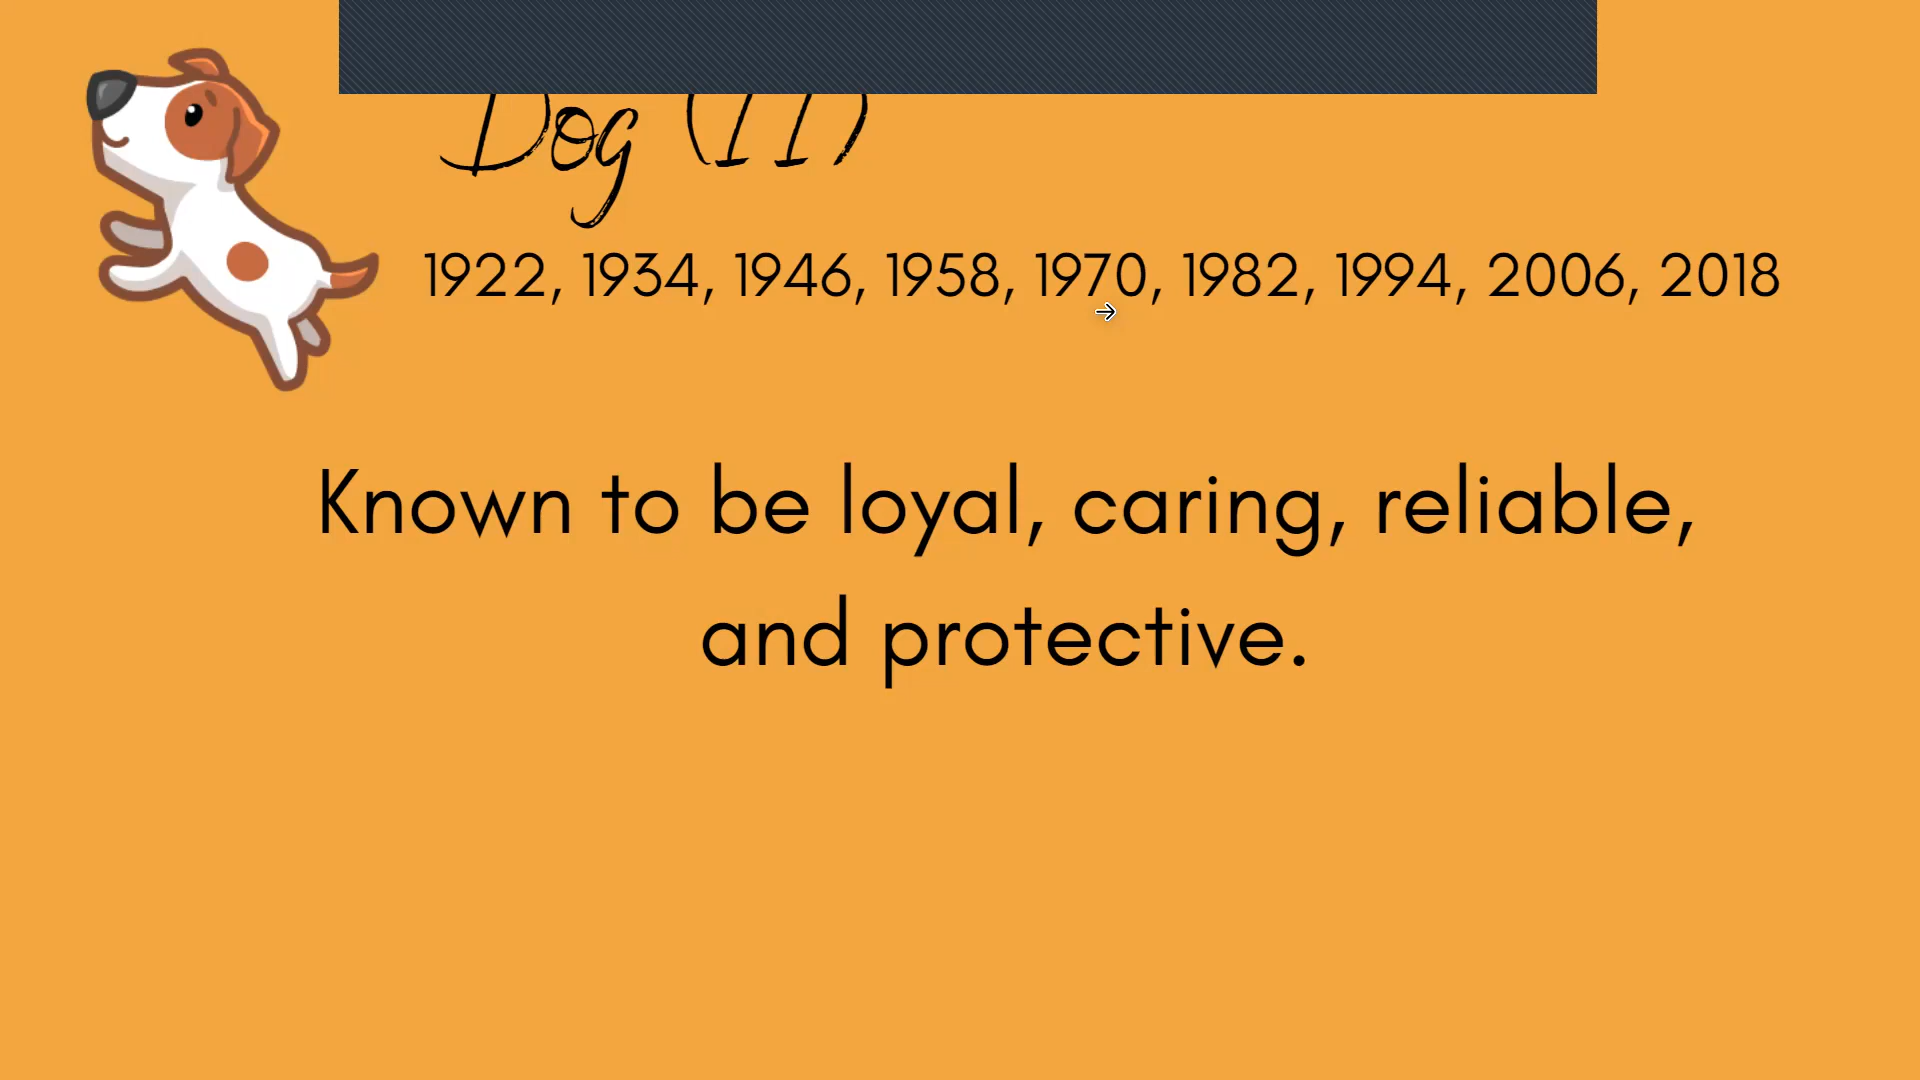 Dog (11)
1922, 1934, 1946, 1958, 1970, 1982, 1994, 2006, 2018
Known to be loyal, caring, reliable,
and protective.